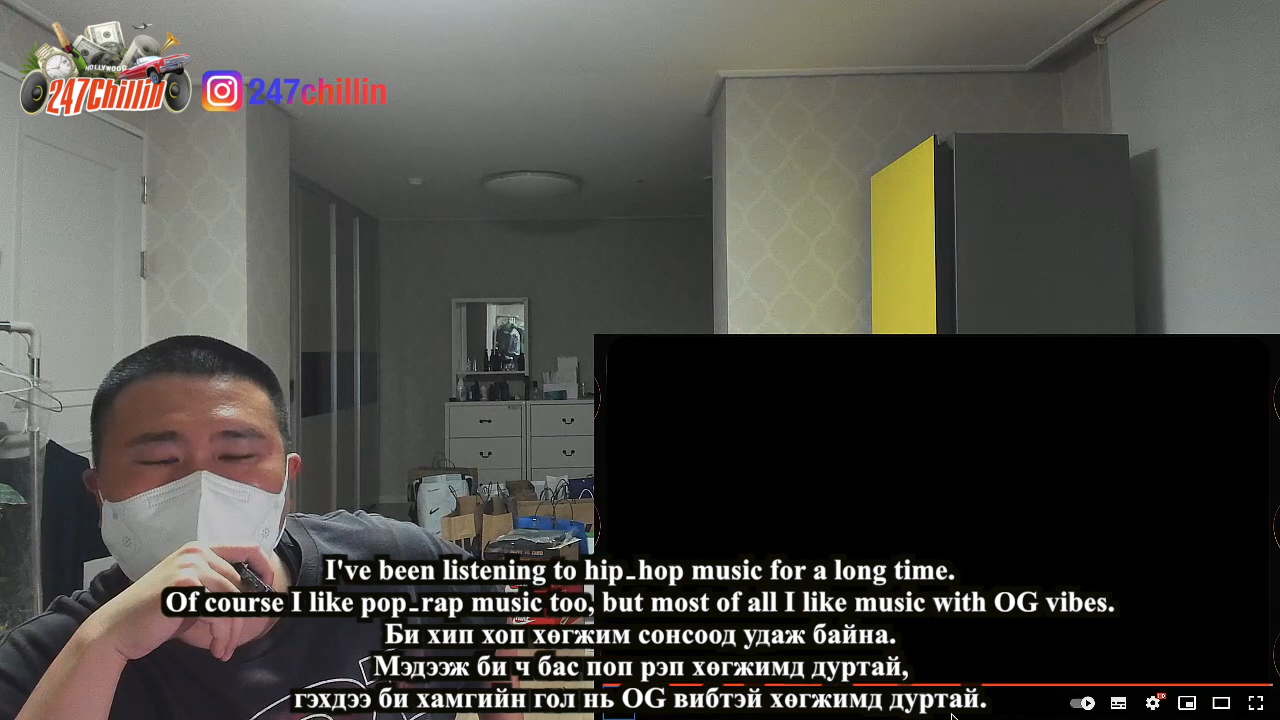 HOLLYWOOD
247Chillin
247chillin
I've been listening to hip-hop music for a long time.
Of course I like pop-rap music too, but most of all I like music with OG vibes.
Би хип хоп хөгжим сонсоод удаж байна.
Мэдээж би ч бас поп рэп хөгжимд дуртай,
гэхдээ би хамгийн гол нь OG вибтэй хөгжимд дуртай.
HD